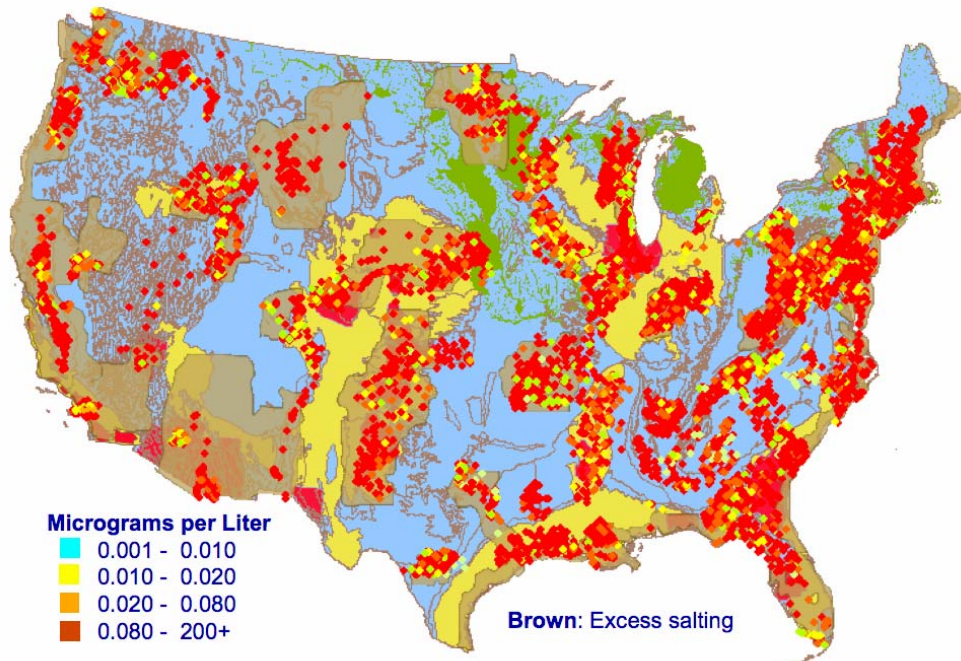 Micrograms per Liter
0.001 - 0.010
0.010 - 0.020
0.020 - 0.080
0.080 - 200+
Brown: Excess salting